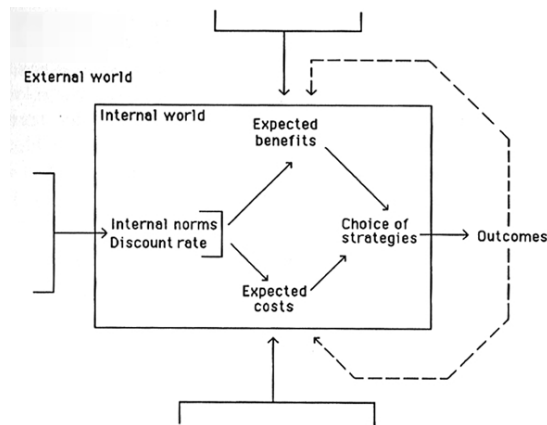 External world
Internal world
Expected
benefits
Internal norms
Discount rate
Choice of
strategies
Outcomes
Expected
costs